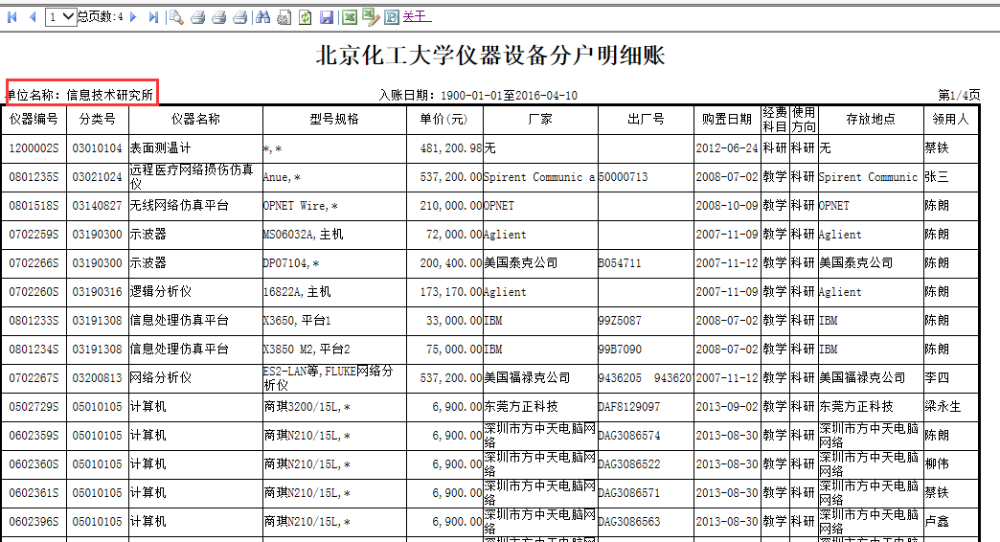 1 总页数:4 关于
北京化工大学仪器设备分户明细账
单位名称: 信息技术研究所 入账日期: 1900-01-01至2016-04-10 第1/4页
仪器编号 分类号 仪器名称 型号规格 单价(元) 厂家 出厂号 购置日期 经费科目 使用方向 存放地点 领用人
1200002S 03010104 表面测温计 *,* 481,200.98 无 2012-06-24 科研 科研 无 蔡铁
0801235S 03021024 远程医疗网络损伤仿真仪 Anue,* 537,200.00 Spirent Communic a 50000713 2008-07-02 教学 科研 Spirent Communic 张三
0801518S 03140827 无线网络仿真平台 OPNET Wire,* 210,000.00 OPNET 2008-10-09 教学 科研 OPNET 陈朗
0702259S 03190300 示波器 MSO6032A,主机 72,000.00 Aglient 2007-11-09 教学 科研 Aglient 陈朗
0702266S 03190300 示波器 DPO7104,* 200,400.00 美国泰克公司 B054711 2007-11-12 教学 科研 美国泰克公司 陈朗
0702260S 03190316 逻辑分析仪 16822A,主机 173,170.00 Aglient 2007-11-09 教学 科研 Aglient 陈朗
0801233S 03191308 信息处理仿真平台 X3650,平台1 33,000.00 IBM 99Z5087 2008-07-02 教学 科研 IBM 陈朗
0801234S 03191308 信息处理仿真平台 X3850 M2,平台2 75,000.00 IBM 99B7090 2008-07-02 教学 科研 IBM 陈朗
0702267S 03200813 网络分析仪 ES2-LAN等,FLUKE网络分析仪 537,200.00 美国福禄克公司 9436205 943620 2007-11-12 教学 科研 美国福禄克公司 李四
0502729S 05010105 计算机 商琪3200/15L,* 6,900.00 东莞方正科技 DAF8129097 2013-09-02 教学 科研 东莞方正科技 梁永生
0602359S 05010105 计算机 商琪N210/15L,* 6,900.00 深圳市方中天电脑网络 DAG3086574 2013-08-30 教学 科研 深圳市方中天电脑网络 陈朗
0602360S 05010105 计算机 商琪N210/15L,* 6,900.00 深圳市方中天电脑网络 DAG3086522 2013-08-30 教学 科研 深圳市方中天电脑网络 柳伟
0602361S 05010105 计算机 商琪N210/15L,* 6,900.00 深圳市方中天电脑网络 DAG3086571 2013-08-30 教学 科研 深圳市方中天电脑网络 蔡铁
0602396S 05010105 计算机 商琪N210/15L,* 6,900.00 深圳市方中天电脑网络 DAG3086563 2013-08-30 教学 科研 深圳市方中天电脑网络 卢鑫